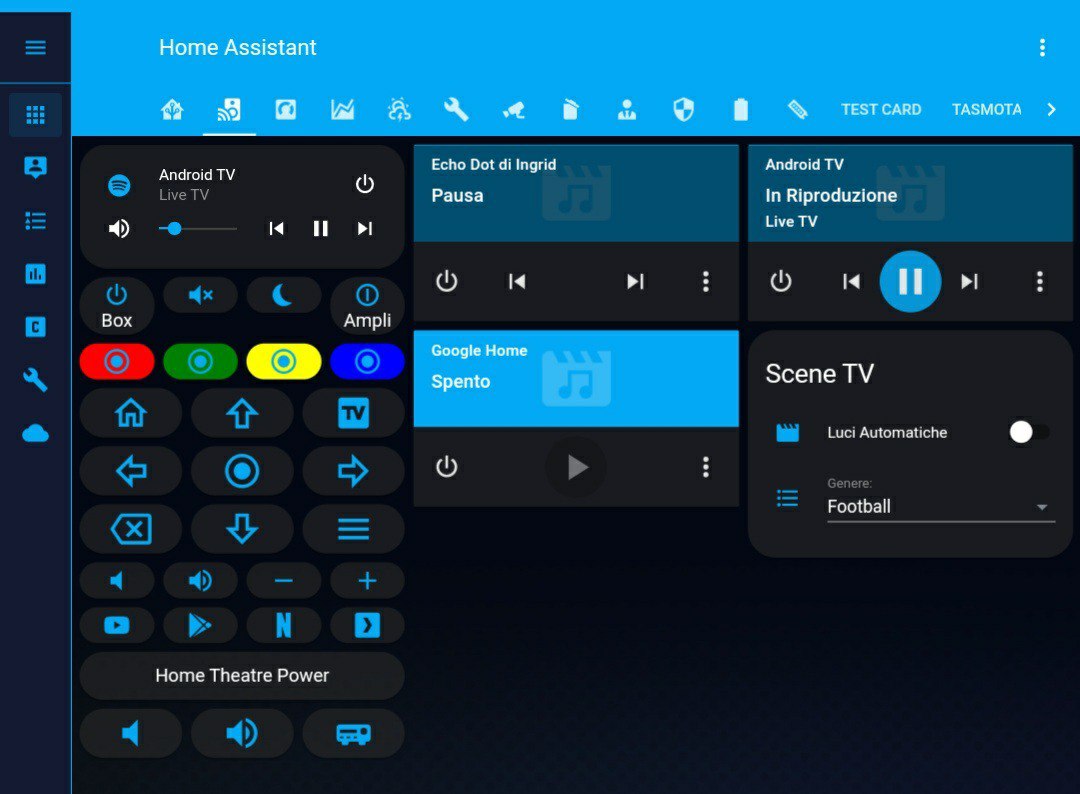 Home Assistant
TEST CARD
TASMOTA
Android TV
Live TV
Box
Ampli
TV
Home Theatre Power
Echo Dot di Ingrid
Pausa
Google Home
Spento
Android TV
In Riproduzione
Live TV
Scene TV
Luci Automatiche
Genere:
Football